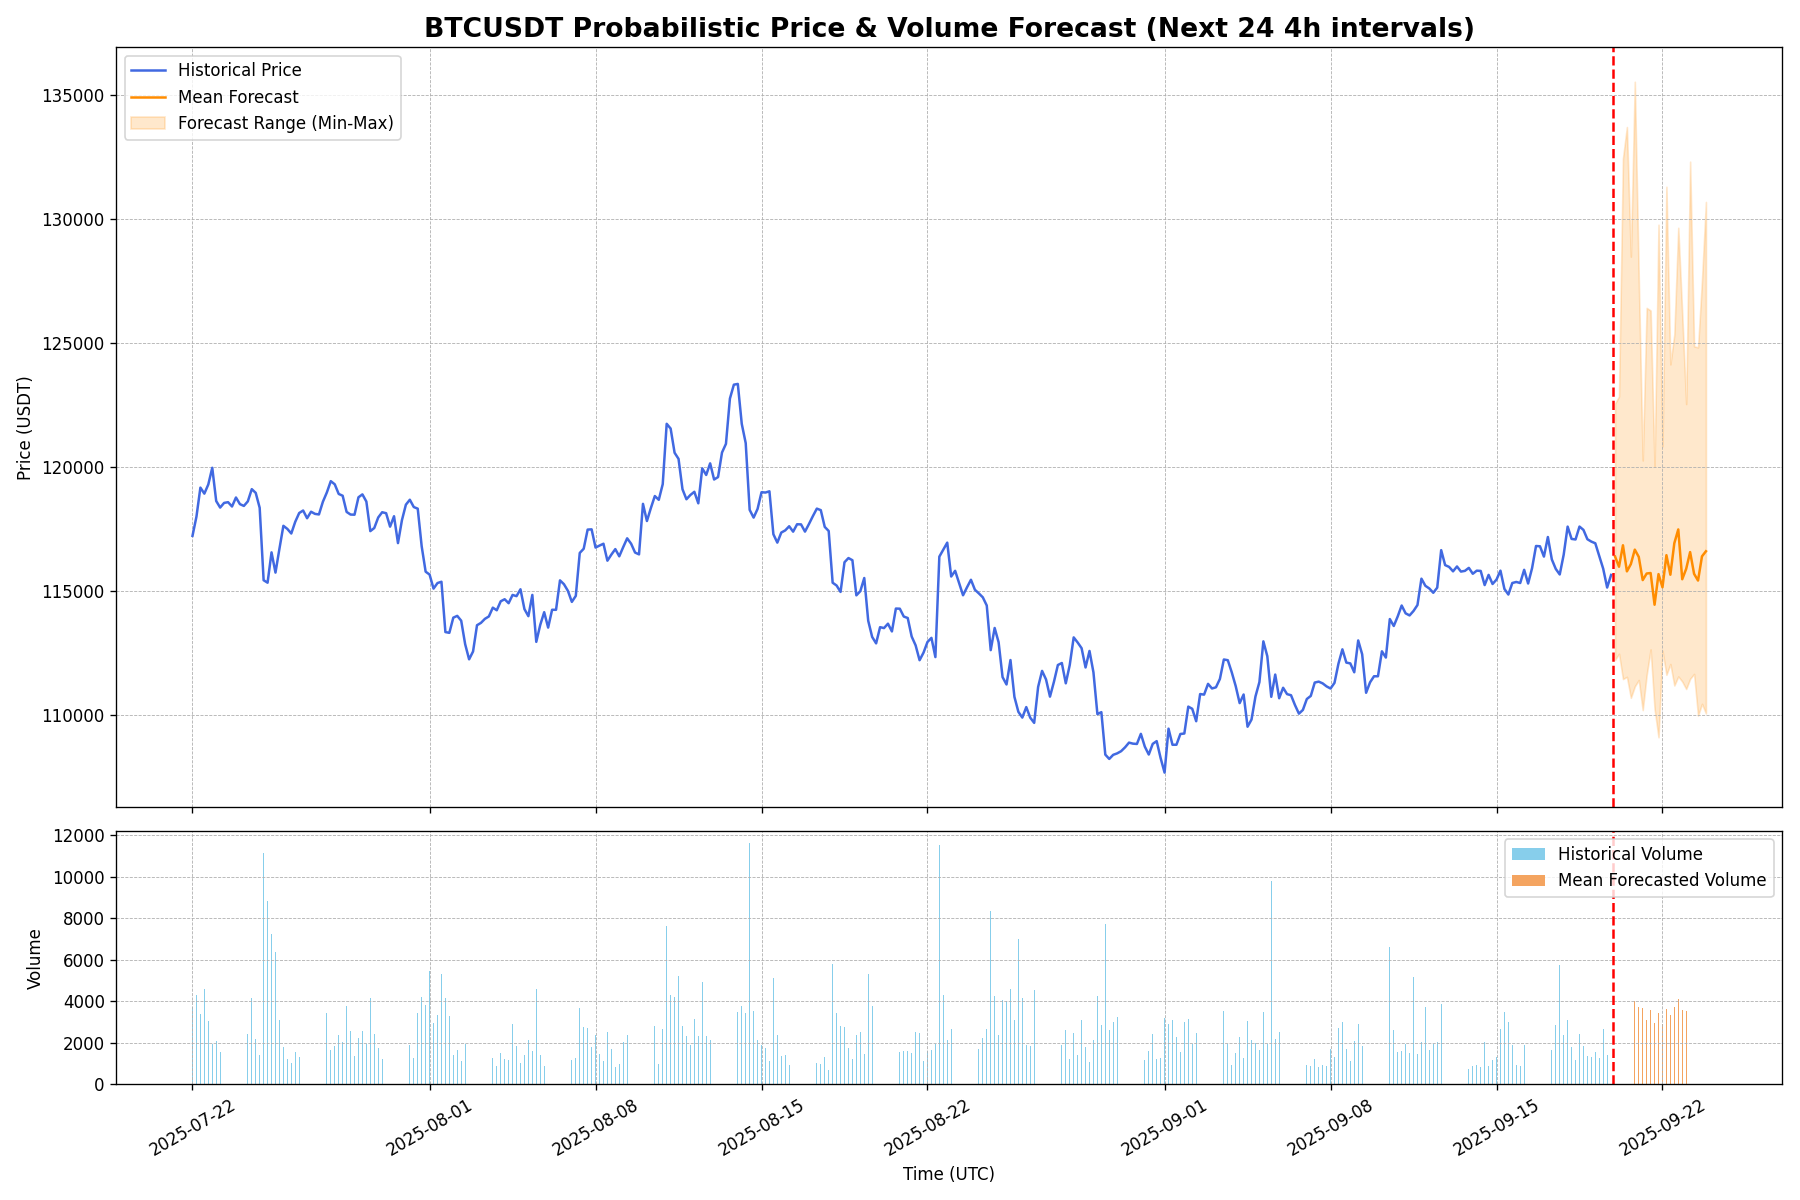 BTCUSDT Probabilistic Price & Volume Forecast (Next 24 4h intervals)
Historical Price
Mean Forecast
Forecast Range (Min-Max)
Price (USDT)
135000
130000
125000
120000
115000
110000
Historical Volume
Mean Forecasted Volume
Volume
12000
10000
8000
6000
4000
2000
0
2025-07-22
2025-08-01
2025-08-08
2025-08-15
2025-08-22
2025-09-01
2025-09-08
2025-09-15
2025-09-22
Time (UTC)